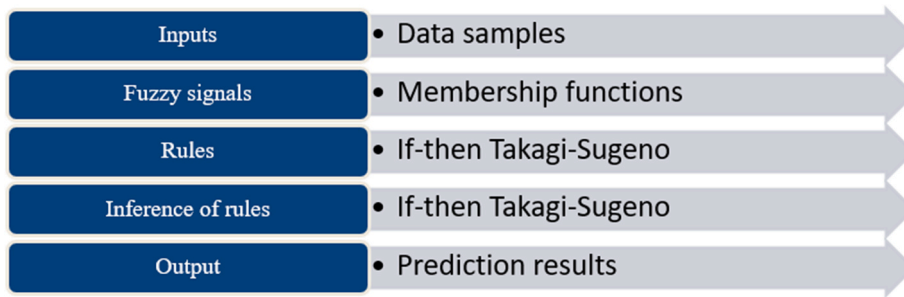 Inputs
• Data samples
Fuzzy signals
• Membership functions
Rules
• If-then Takagi-Sugeno
Inference of rules
• If-then Takagi-Sugeno
Output
• Prediction results